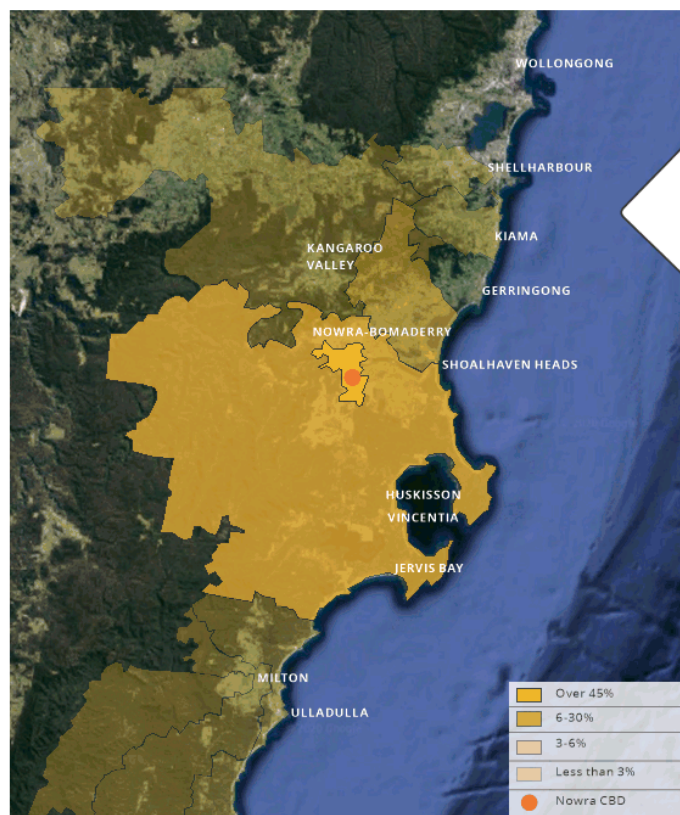 WOLLONGONG
SHELLHARBOUR
KIAMA
KANGAROO
VALLEY
GERRINGONG
NOWRA-BOMADERRY
SHOALHAVEN HEADS
HUSKISSON
VINCENTIA
JERVIS BAY
MILTON
ULLADULLA
Over 45%
6-30%
3-6%
Less than 3%
Nowra CBD